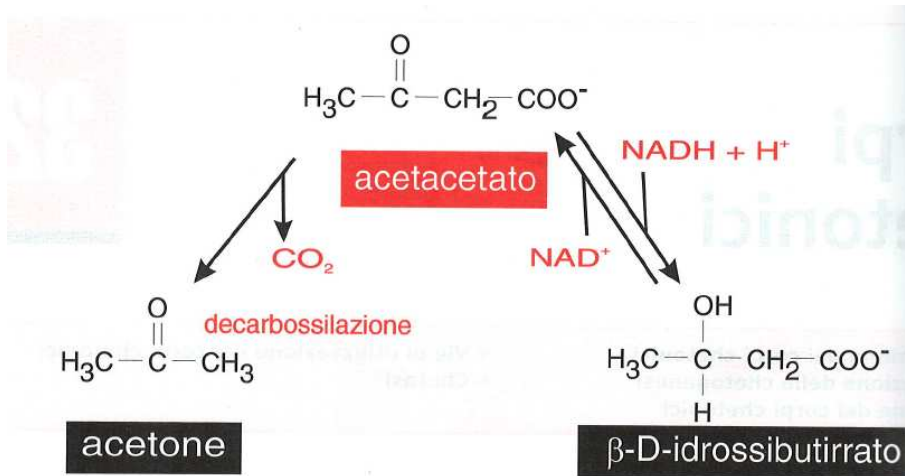 O
H₃C—C—CH₂—COO⁻
NADH + H⁺
acetacetato
CO₂
NAD⁺
decarbossilazione
O
H₃C—C—CH₃
OH
H₃C—C—CH₂—COO⁻
H
acetone
β-D-idrossibutirrato